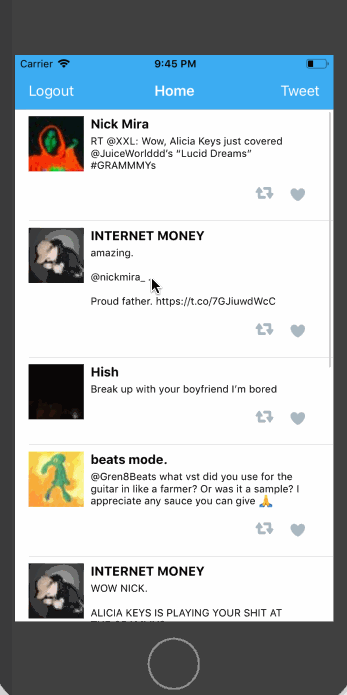 Carrier 9:45 PM
Logout Home Tweet
Nick Mira
RT @XXL: Wow, Alicia Keys just covered
@JuiceWorlddd's “Lucid Dreams”
#GRAMMMYs
INTERNET MONEY
amazing.
@nickmira_ .
Proud father. https://t.co/7GJiuwdWcC
Hish
Break up with your boyfriend I'm bored
beats mode.
@Gren8Beats what vst did you use for the
guitar in like a farmer? Or was it a sample? I
appreciate any sauce you can give 🙏
INTERNET MONEY
WOW NICK.
ALICIA KEYS IS PLAYING YOUR SHIT AT